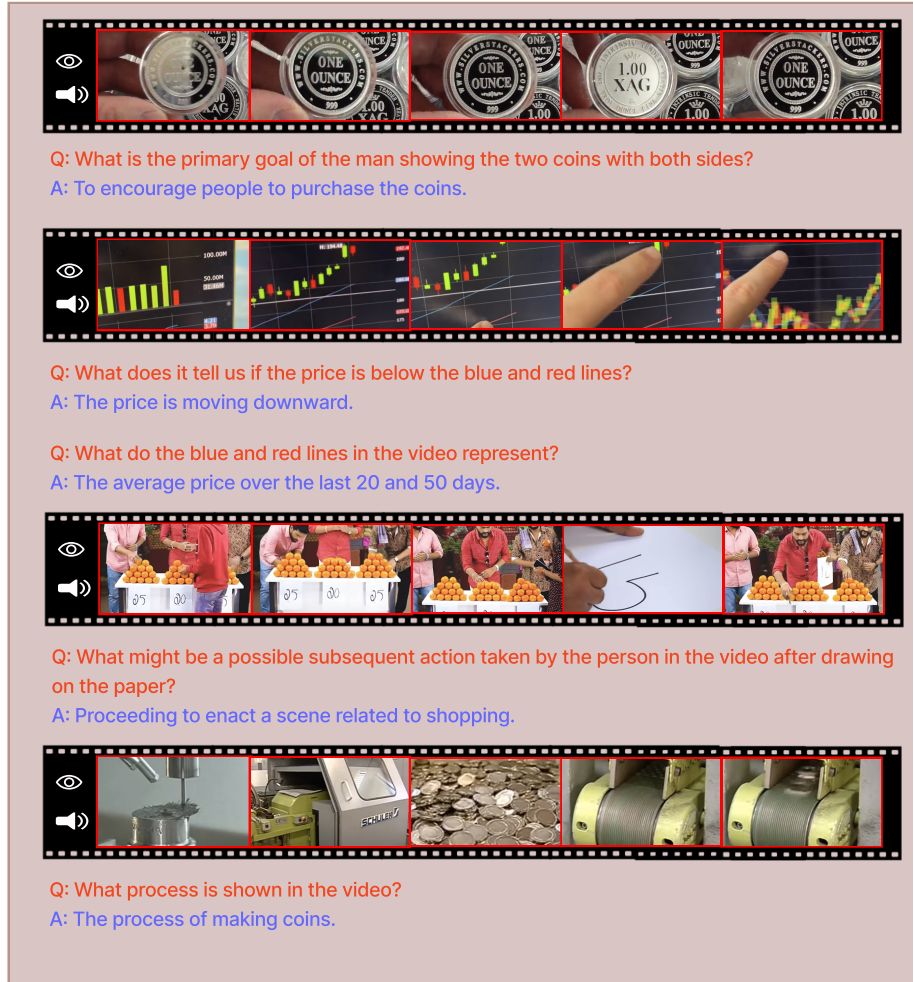 WWW.SILVERSTACKERS.COM
ONE
OUNCE
999
1.00
XAG
Q: What is the primary goal of the man showing the two coins with both sides?
A: To encourage people to purchase the coins.
100.00M
50.00M
Q: What does it tell us if the price is below the blue and red lines?
A: The price is moving downward.
Q: What do the blue and red lines in the video represent?
A: The average price over the last 20 and 50 days.
25 20 25
Q: What might be a possible subsequent action taken by the person in the video after drawing
on the paper?
A: Proceeding to enact a scene related to shopping.
SCHULER
Q: What process is shown in the video?
A: The process of making coins.